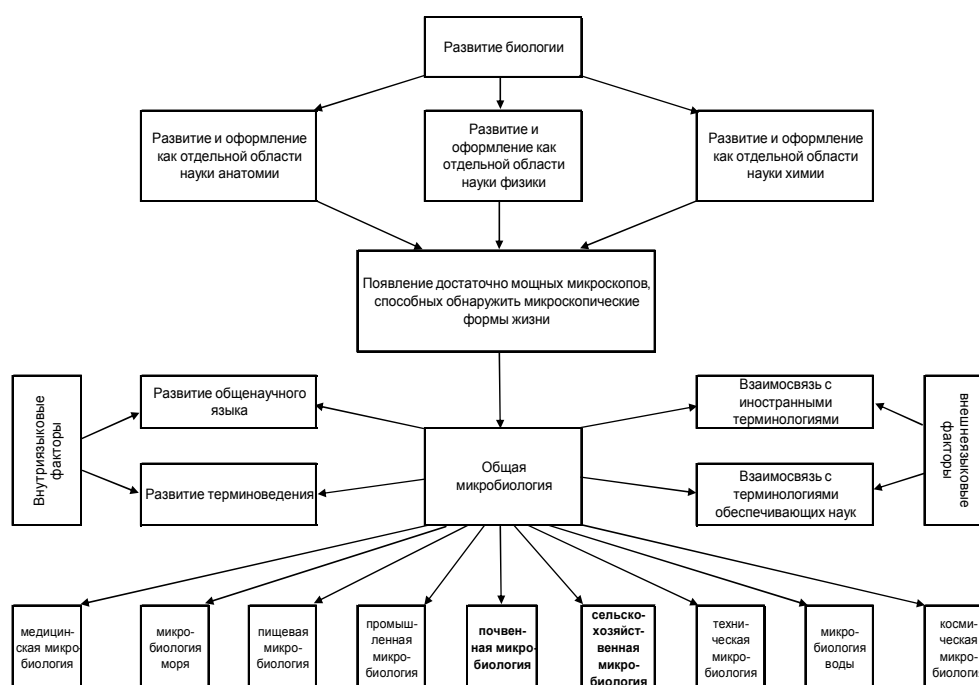 Развитие биологии
Развитие и оформление
как отдельной области
науки анатомии
Развитие и
оформление как
отдельной области
науки физики
Развитие и оформление
как отдельной области
науки химии
Появление достаточно мощных микроскопов,
способных обнаружить микроскопические
формы жизни
Внутриязыковые
факторы
Развитие общенаучного
языка
Развитие терминоведения
Общая
микробиология
Взаимосвязь с
иностранными
терминологиями
Взаимосвязь с
терминологиями
обеспечивающих наук
внешнеязыковые
факторы
медицин-
ская микро-
биология
микро-
биология
моря
пищевая
микро-
биология
промыш-
ленная
микро-
биология
почвен-
ная микро-
биология
сельско-
хозяйст-
венная
микро-
биология
техни-
ческая
микро-
биология
микро-
биология
воды
косми-
ческая
микро-
биология